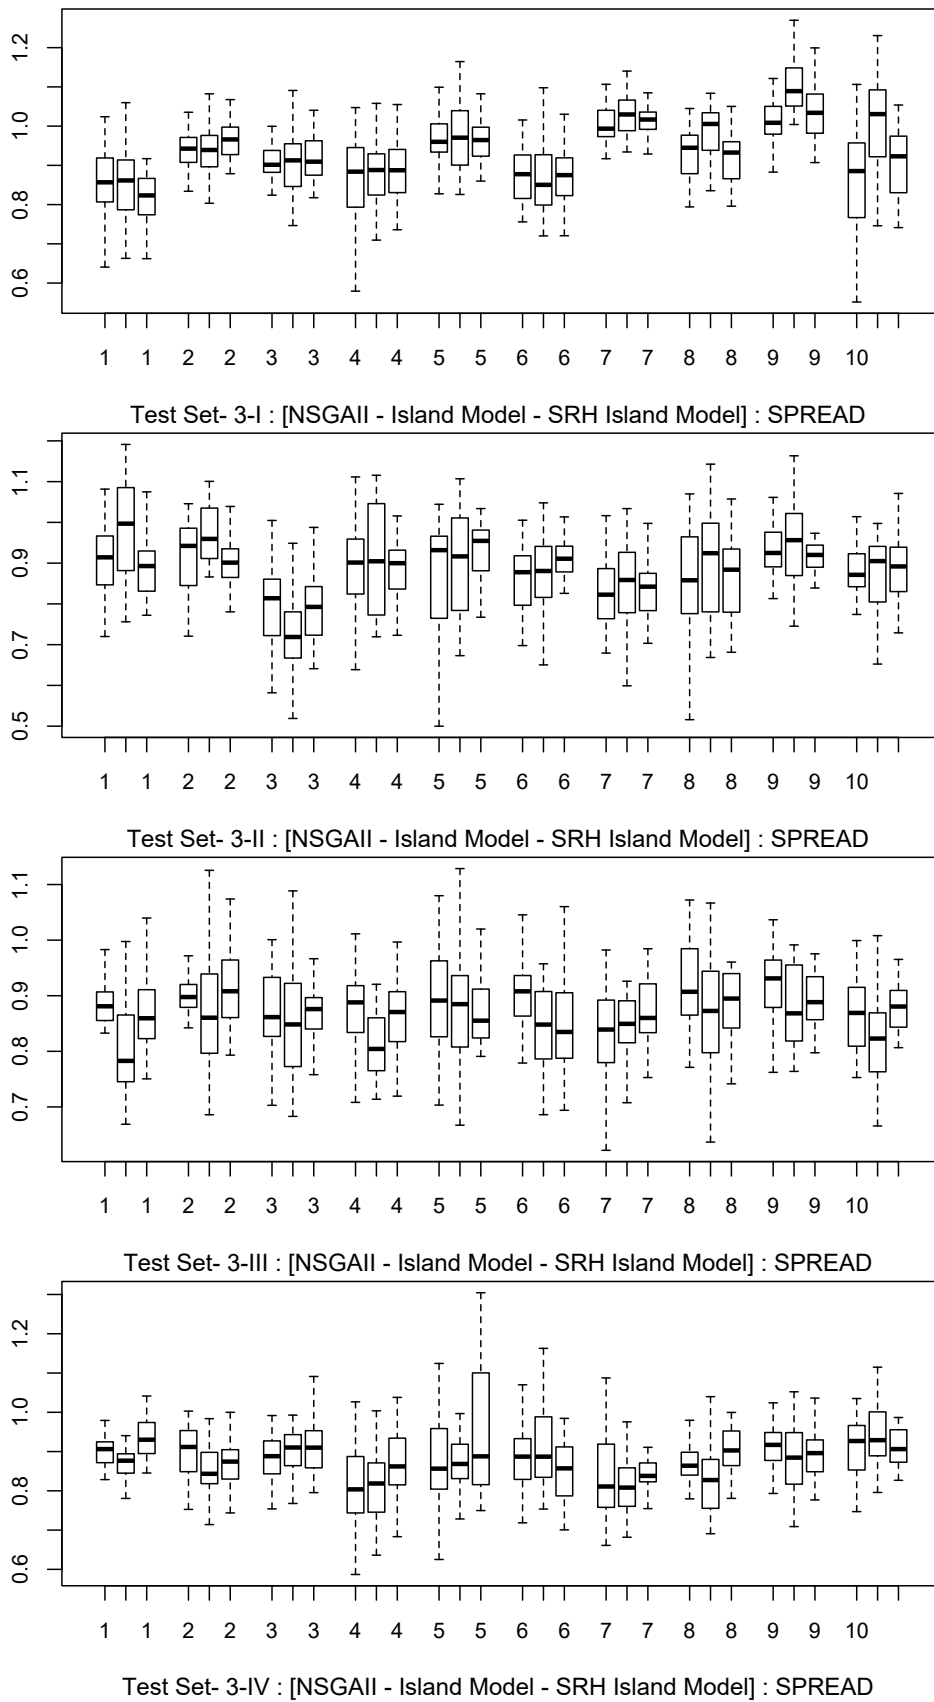 1.2
1.0
0.8
0.6
1 1 2 2 3 3 4 4 5 5 6 6 7 7 8 8 9 9 10
Test Set- 3-I : [NSGAII - Island Model - SRH Island Model] : SPREAD
1.1
0.9
0.7
0.5
1 1 2 2 3 3 4 4 5 5 6 6 7 7 8 8 9 9 10
Test Set- 3-II : [NSGAII - Island Model - SRH Island Model] : SPREAD
1.1
1.0
0.9
0.8
0.7
1 1 2 2 3 3 4 4 5 5 6 6 7 7 8 8 9 9 10
Test Set- 3-III : [NSGAII - Island Model - SRH Island Model] : SPREAD
1.2
1.0
0.8
0.6
1 1 2 2 3 3 4 4 5 5 6 6 7 7 8 8 9 9 10
Test Set- 3-IV : [NSGAII - Island Model - SRH Island Model] : SPREAD